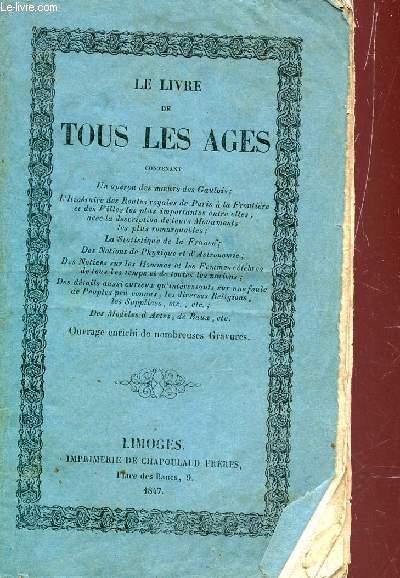 Le-livre.com
LE LIVRE
DE
TOUS LES AGES
CONTENANT
Un aperçu des mœurs des Gaulois;
L'Itinéraire des Routes royales de Paris à la Frontière
et des Villes les plus importantes entre elles,
avec la description de leurs Monuments
les plus remarquables;
La Statistique de la France;
Des Notions de Physique et d'Astronomie,
Des Notices sur les Hommes et les Femmes célèbres
de tous les temps et de toutes les nations;
Des détails aussi curieux qu'intéressants sur une foule
de Peuples peu connus, les diverses Religions,
les Supplices, etc., etc.;
Des Modèles d'Actes, de Baux, etc.
Ouvrage enrichi de nombreuses Gravures.
LIMOGES,
IMPRIMERIE DE CHAPOULAUD FRÈRES,
Place des Bancs, 9.
1847.